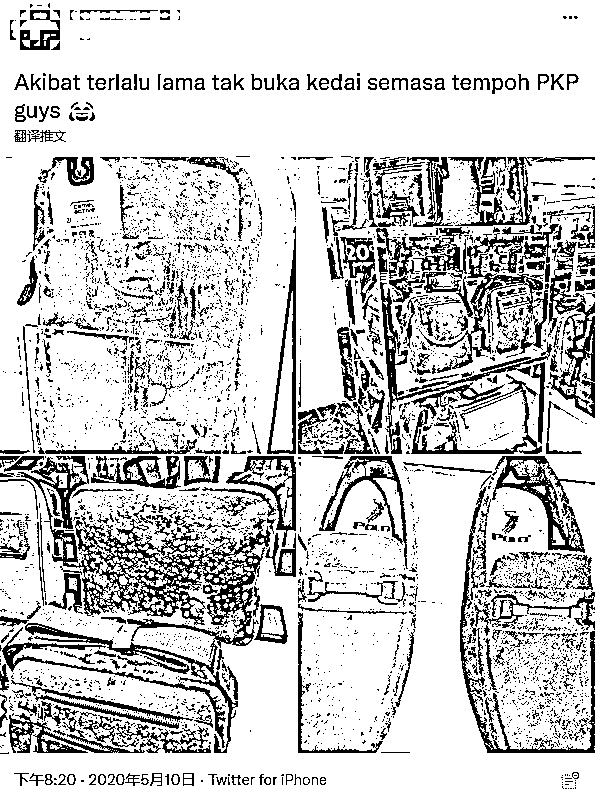 Akibat terlalu lama tak buka kedai semasa tempoh PKP
guys 😂
翻译推文
20
POLO
POLO
下午8:20 · 2020年5月10日 · Twitter for iPhone